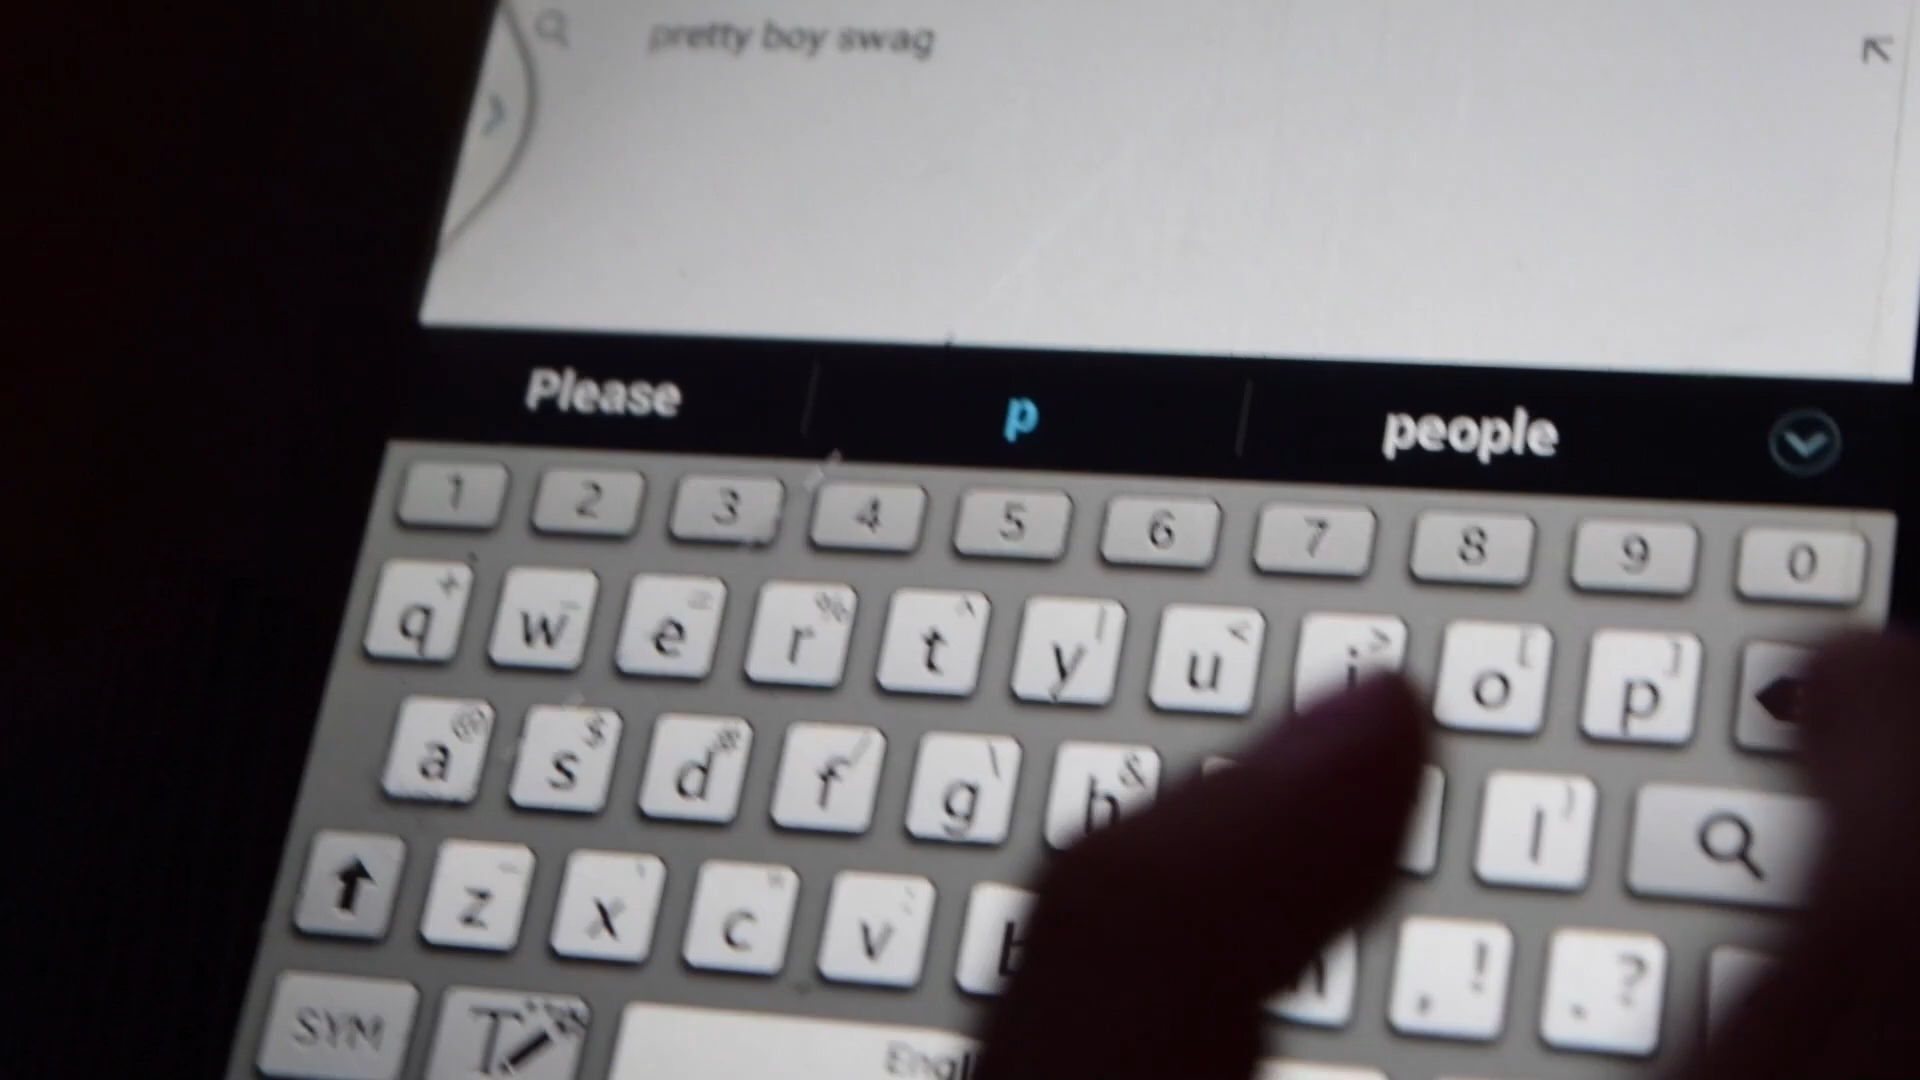 pretty boy swag
Please p people
1 2 3 4 5 6 7 8 9 0
q + w e = r % t ^ y | u < i > o [ p ]
a @ s $ d # f / g \ h & l )
z - x ' c " v : , ! . ?
SYM T